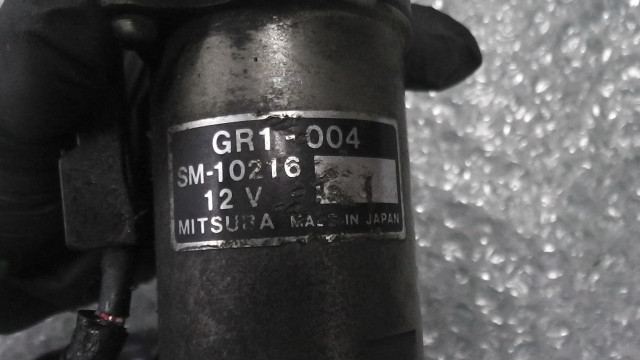 GR1-004
SM-10216
12 V
MITSUBA MADE IN JAPAN